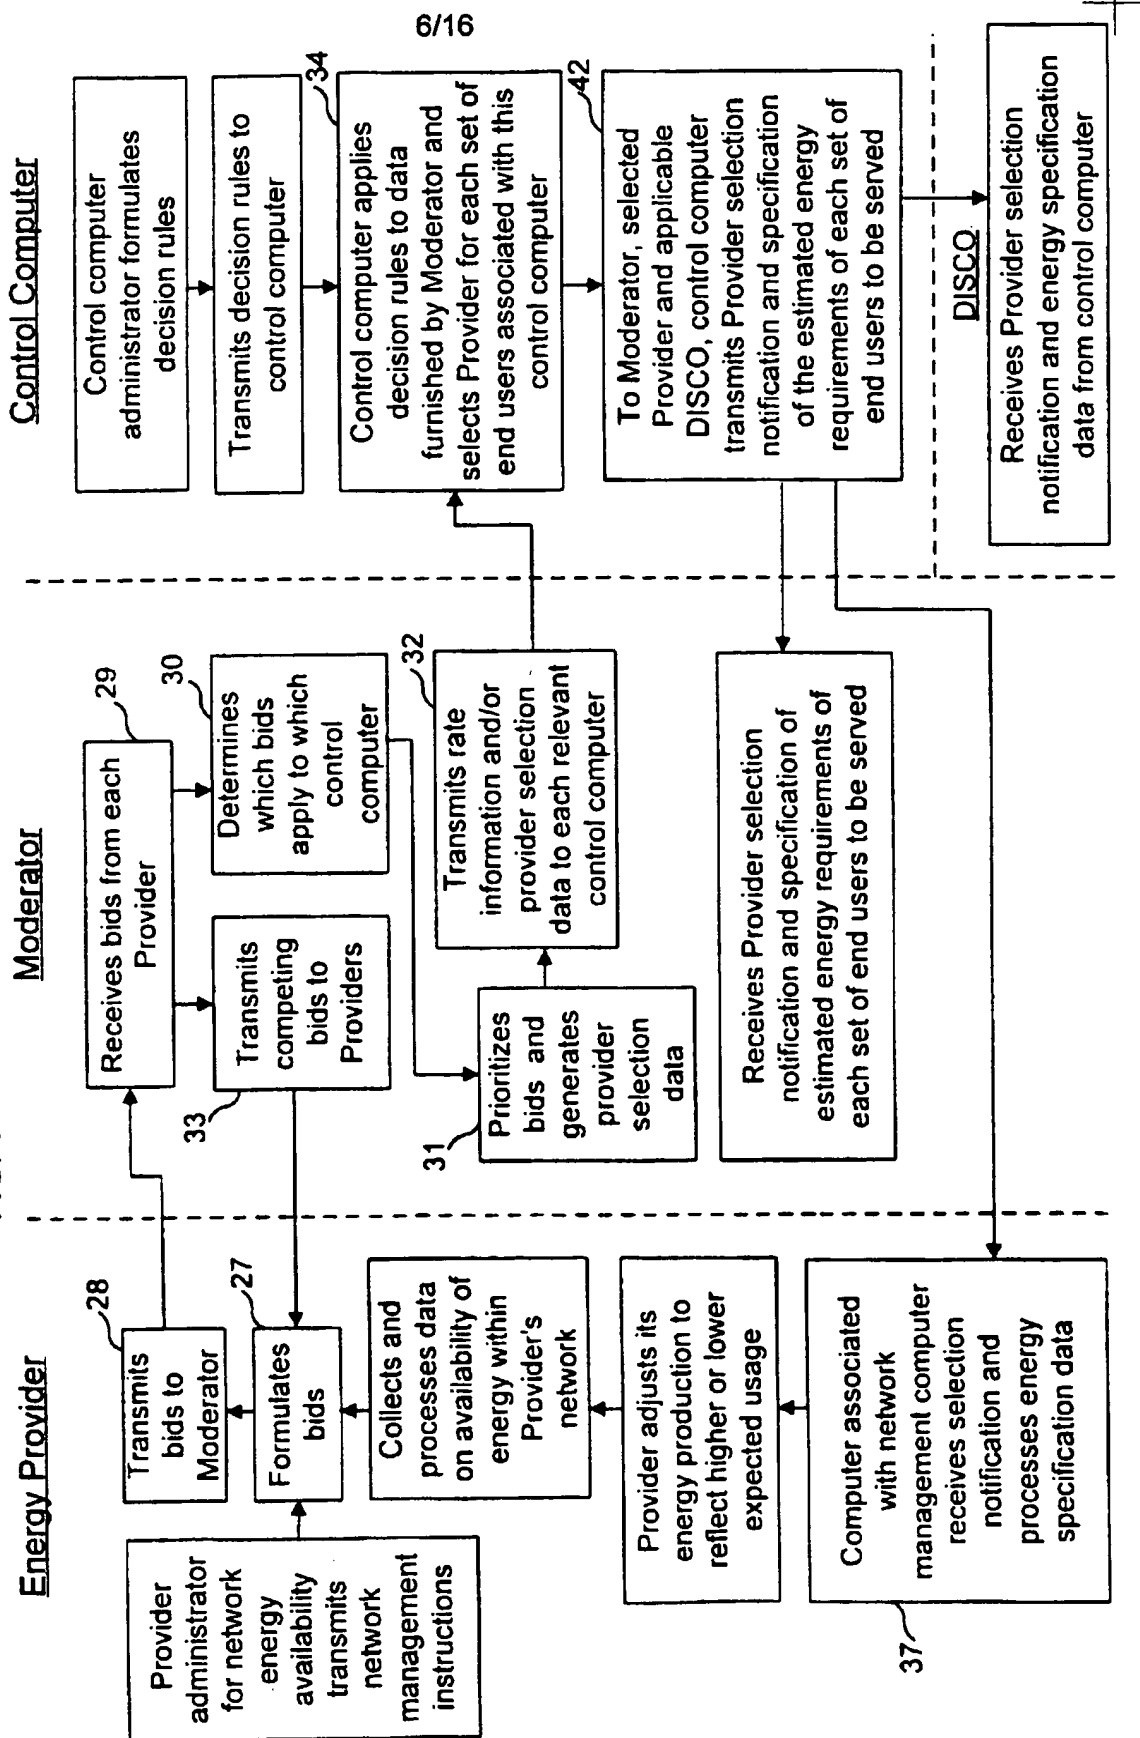 6/16
Energy Provider
Provider
administrator
for network
energy
availability
transmits
network
management
instructions
28
Transmits
bids to
Moderator
27
Formulates
bids
Collects and
processes data
on availability of
energy within
Provider's
network
Provider adjusts its
energy production to
reflect higher or lower
expected usage
Computer associated
with network
management computer
receives selection
notification and
processes energy
specification data
37
Moderator
29
Receives bids from each
Provider
33
Transmits
competing
bids to
Providers
30
Determines
which bids
apply to which
control
computer
31
Prioritizes
bids and
generates
provider
selection
data
32
Transmits rate
information and/or
provider selection
data to each relevant
control computer
Receives Provider selection
notification and specification of
estimated energy requirements of
each set of end users to be served
Control Computer
Control computer
administrator formulates
decision rules
Transmits decision rules to
control computer
34
Control computer applies
decision rules to data
furnished by Moderator and
selects Provider for each set of
end users associated with this
control computer
42
To Moderator, selected
Provider and applicable
DISCO, control computer
transmits Provider selection
notification and specification
of the estimated energy
requirements of each set of
end users to be served
DISCO
Receives Provider selection
notification and energy specification
data from control computer